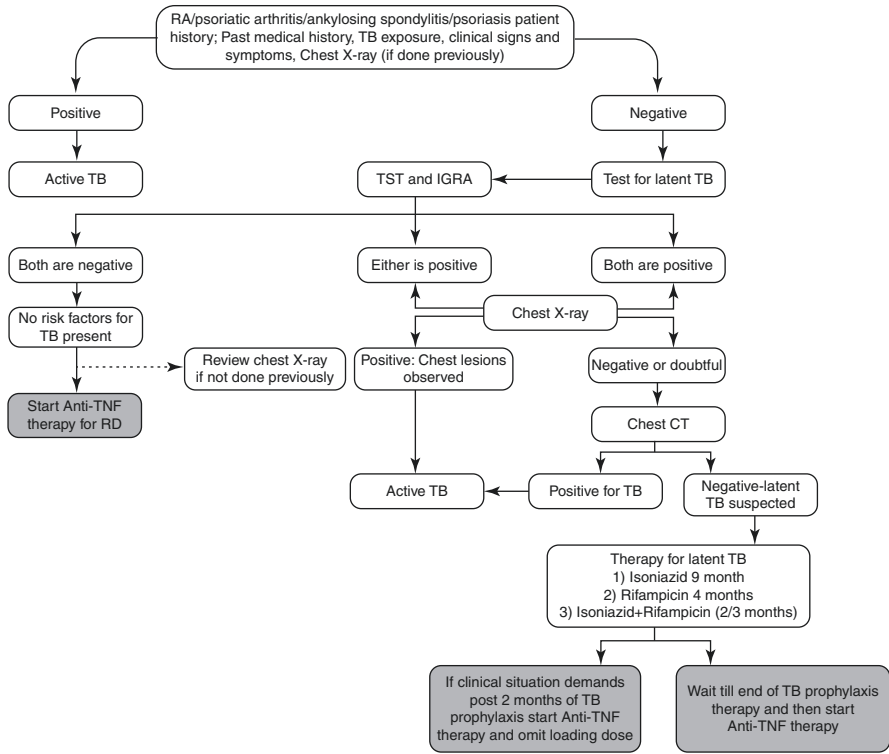 RA/psoriatic arthritis/ankylosing spondylitis/psoriasis patient
history; Past medical history, TB exposure, clinical signs and
symptoms, Chest X-ray (if done previously)
Positive
Negative
Active TB
TST and IGRA
Test for latent TB
Both are negative
Either is positive
Both are positive
No risk factors for
TB present
Chest X-ray
Review chest X-ray
if not done previously
Positive: Chest lesions
observed
Negative or doubtful
Start Anti-TNF
therapy for RD
Chest CT
Active TB
Positive for TB
Negative-latent
TB suspected
Therapy for latent TB
1) Isoniazid 9 month
2) Rifampicin 4 months
3) Isoniazid+Rifampicin (2/3 months)
If clinical situation demands
post 2 months of TB
prophylaxis start Anti-TNF
therapy and omit loading dose
Wait till end of TB prophylaxis
therapy and then start
Anti-TNF therapy